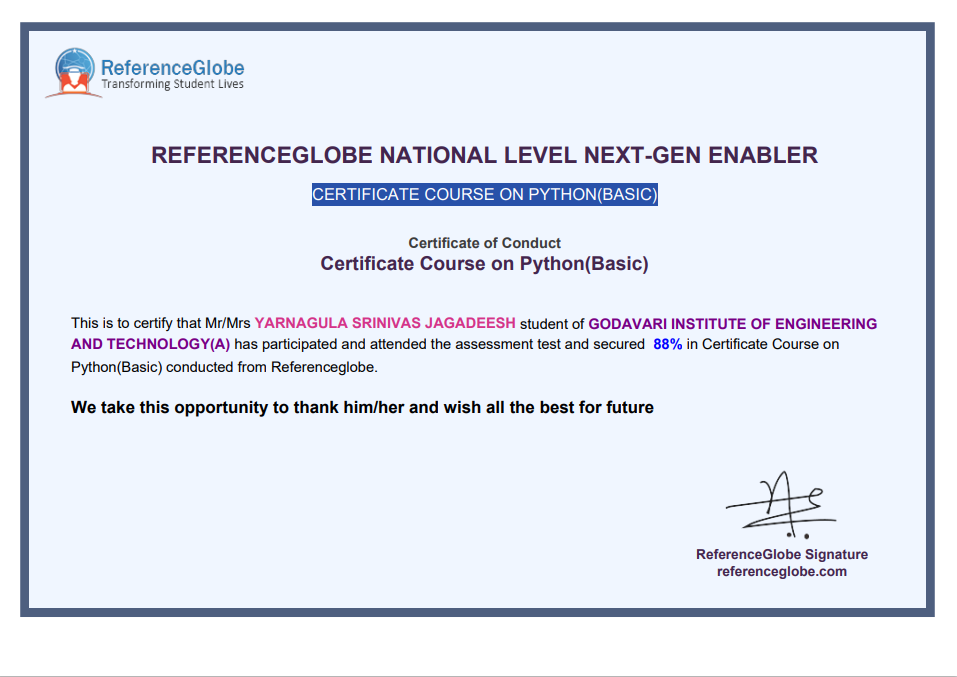 ReferenceGlobe
Transforming Student Lives
REFERENCEGLOBE NATIONAL LEVEL NEXT-GEN ENABLER
CERTIFICATE COURSE ON PYTHON(BASIC)
Certificate of Conduct
Certificate Course on Python(Basic)
This is to certify that Mr/Mrs YARNAGULA SRINIVAS JAGADEESH student of GODAVARI INSTITUTE OF ENGINEERING
AND TECHNOLOGY(A) has participated and attended the assessment test and secured 88% in Certificate Course on
Python(Basic) conducted from Referenceglobe.
We take this opportunity to thank him/her and wish all the best for future
ReferenceGlobe Signature
referenceglobe.com